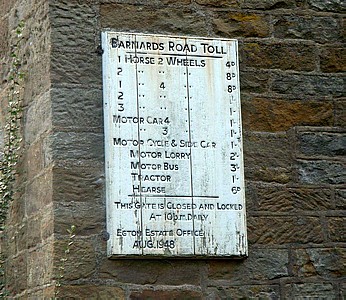 BARNARDS ROAD TOLL
1 HORSE 2 WHEELS 4D
2 " " 8D
1 " 4 " 8D
2 " " 1/-
3 " " 1/-
MOTOR CAR 4 " 1/-
" " 3 " 1/-
MOTOR CYCLE & SIDE CAR 1/-
MOTOR LORRY 2/-
MOTOR BUS 3/-
TRACTOR 1/-
HEARSE 6D
THIS GATE IS CLOSED AND LOCKED
AT 10P.M. DAILY
EGTON ESTATE OFFICE
AUG. 1948